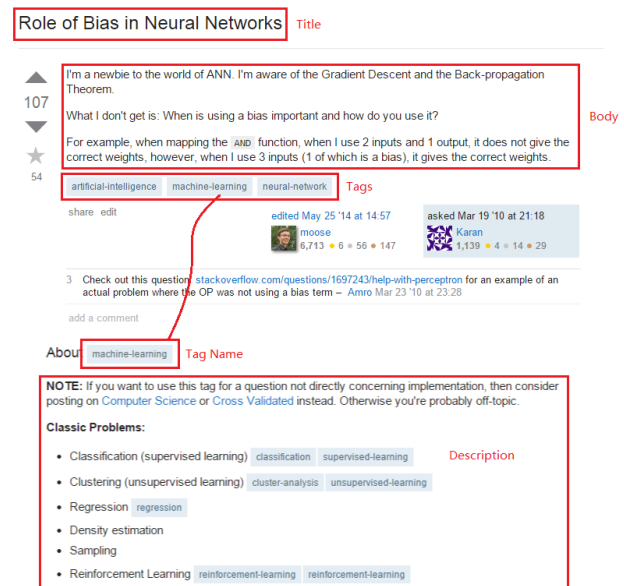 Role of Bias in Neural Networks Title
I'm a newbie to the world of ANN. I'm aware of the Gradient Descent and the Back-propagation
Theorem.
107
What I don't get is: When is using a bias important and how do you use it?
Body
For example, when mapping the AND function, when I use 2 inputs and 1 output, it does not give the
correct weights, however, when I use 3 inputs (1 of which is a bias), it gives the correct weights.
54
artificial-intelligence machine-learning neural-network Tags
share edit
edited May 25 '14 at 14:57 asked Mar 19 '10 at 21:18
moose Karan
6,713 6 56 147 1,139 4 14 29
3 Check out this question stackoverflow.com/questions/1697243/help-with-perceptron for an example of an
actual problem where the OP was not using a bias term – Amro Mar 23 '10 at 23:28
add a comment
About machine-learning Tag Name
NOTE: If you want to use this tag for a question not directly concerning implementation, then consider
posting on Computer Science or Cross Validated instead. Otherwise you're probably off-topic.
Classic Problems:
• Classification (supervised learning) classification supervised-learning Description
• Clustering (unsupervised learning) cluster-analysis unsupervised-learning
• Regression regression
• Density estimation
• Sampling
• Reinforcement Learning reinforcement-learning reinforcement-learning